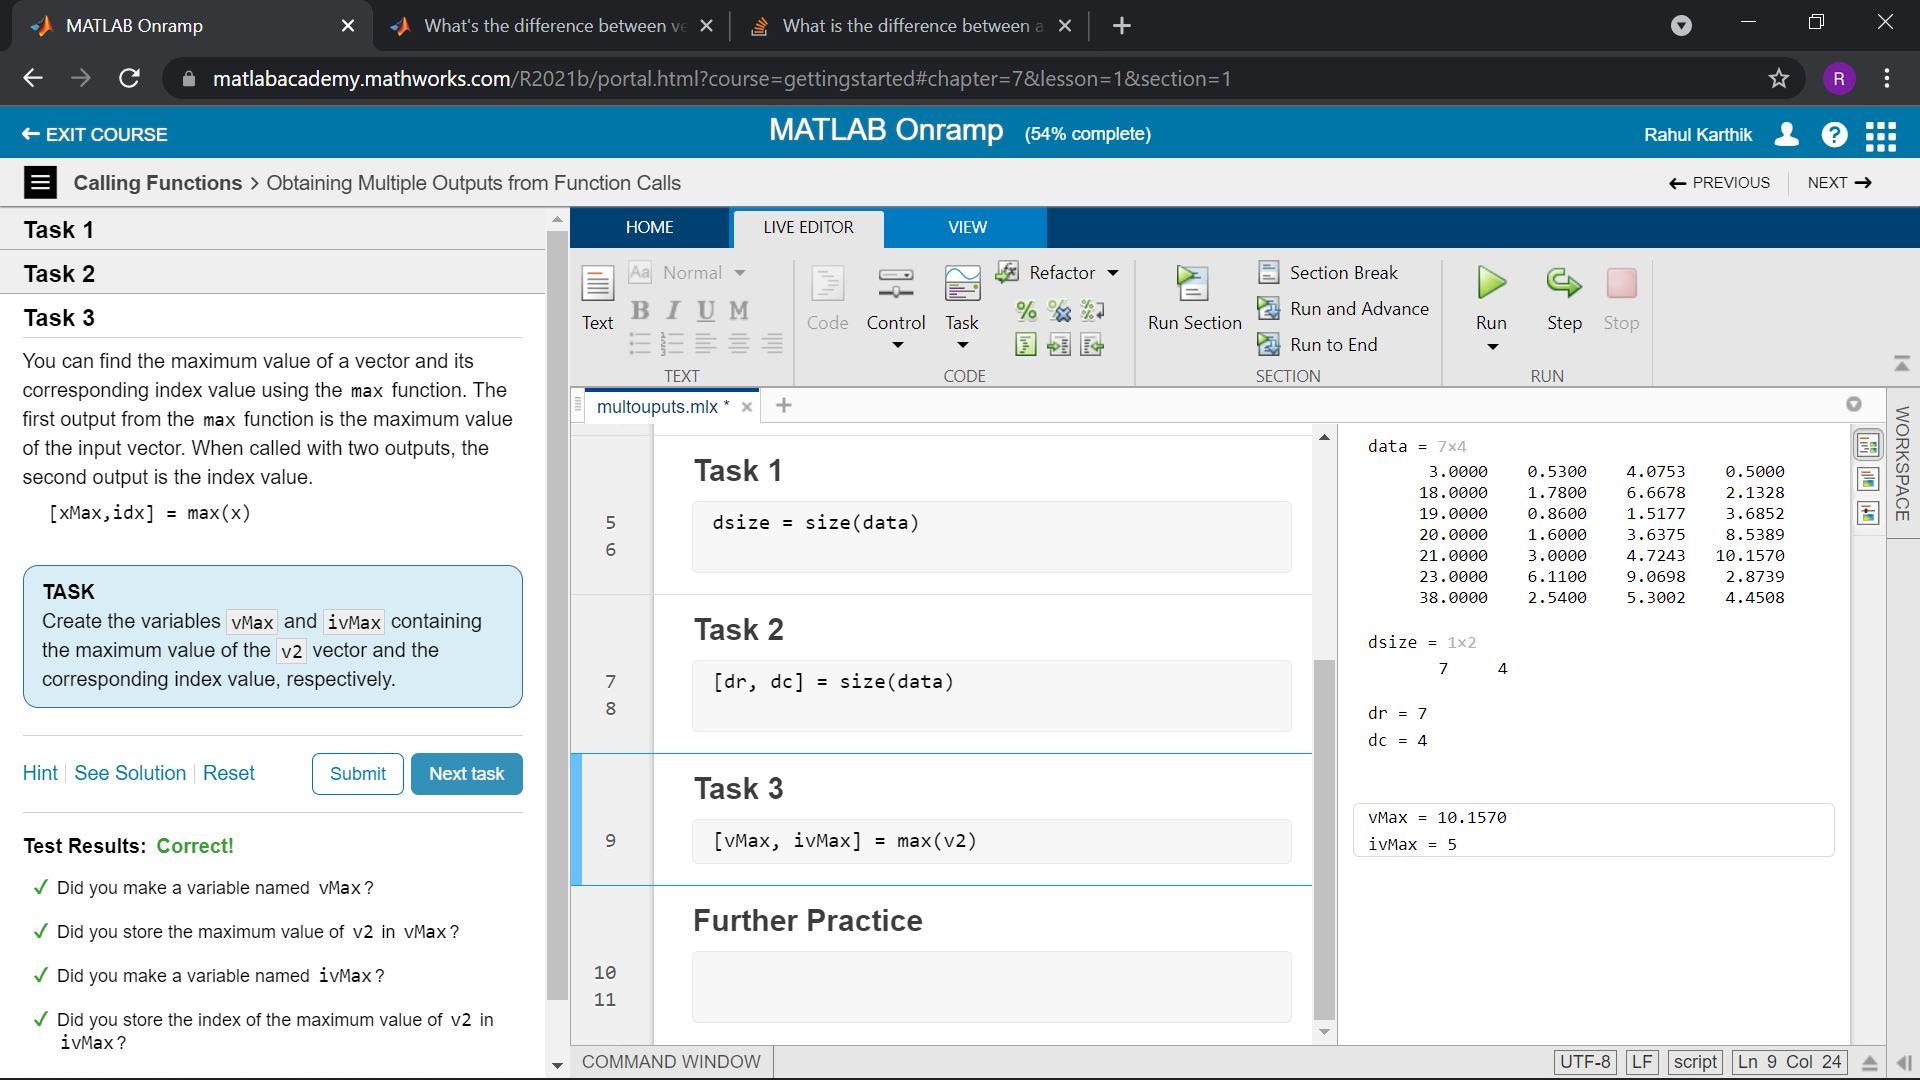 MATLAB Onramp
What's the difference between ve
What is the difference between a
matlabacademy.mathworks.com/R2021b/portal.html?course=gettingstarted#chapter=7&lesson=1&section=1
R
EXIT COURSE
MATLAB Onramp (54% complete)
Rahul Karthik
Calling Functions > Obtaining Multiple Outputs from Function Calls
PREVIOUS
NEXT
Task 1
Task 2
Task 3
You can find the maximum value of a vector and its
corresponding index value using the max function. The
first output from the max function is the maximum value
of the input vector. When called with two outputs, the
second output is the index value.
[xMax,idx] = max(x)
TASK
Create the variables vMax and ivMax containing
the maximum value of the v2 vector and the
corresponding index value, respectively.
Hint
See Solution
Reset
Submit
Next task
Test Results: Correct!
Did you make a variable named vMax?
Did you store the maximum value of v2 in vMax?
Did you make a variable named ivMax?
Did you store the index of the maximum value of v2 in
ivMax?
HOME
LIVE EDITOR
VIEW
Text
Aa Normal
B I U M
TEXT
Code
Control
Task
Refactor
CODE
Run Section
Section Break
Run and Advance
Run to End
SECTION
Run
Step
Stop
RUN
multouputs.mlx *
Task 1
5 dsize = size(data)
6
Task 2
7 [dr, dc] = size(data)
8
Task 3
9 [vMax, ivMax] = max(v2)
Further Practice
10
11
data = 7×4
3.0000 0.5300 4.0753 0.5000
18.0000 1.7800 6.6678 2.1328
19.0000 0.8600 1.5177 3.6852
20.0000 1.6000 3.6375 8.5389
21.0000 3.0000 4.7243 10.1570
23.0000 6.1100 9.0698 2.8739
38.0000 2.5400 5.3002 4.4508
dsize = 1×2
7 4
dr = 7
dc = 4
vMax = 10.1570
ivMax = 5
WORKSPACE
COMMAND WINDOW
UTF-8
LF
script
Ln 9 Col 24